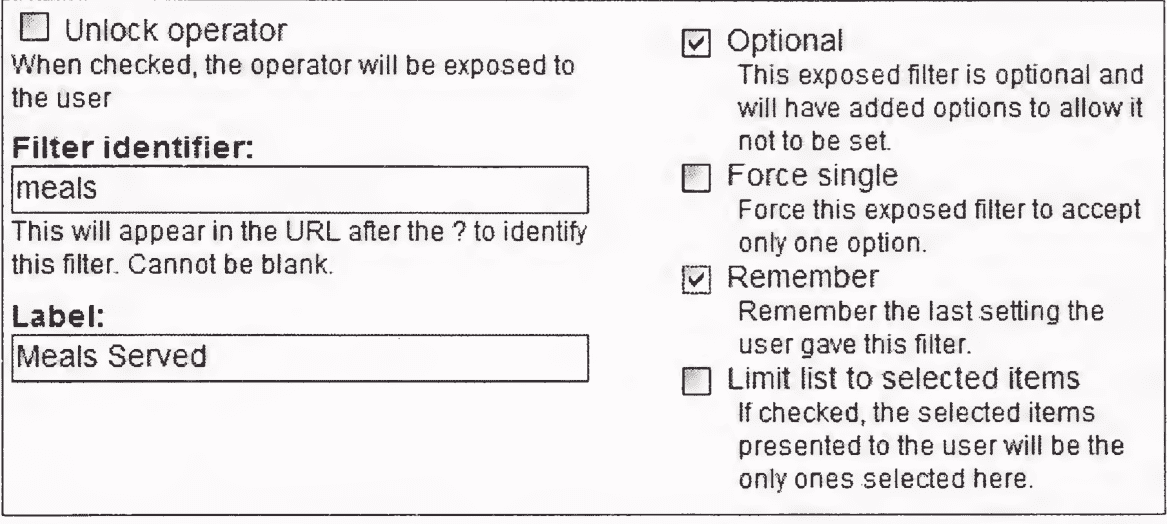 Unlock operator
When checked, the operator will be exposed to
the user
Filter identifier:
meals
This will appear in the URL after the ? to identify
this filter. Cannot be blank.
Label:
Meals Served
Optional
This exposed filter is optional and
will have added options to allow it
not to be set.
Force single
Force this exposed filter to accept
only one option.
Remember
Remember the last setting the
user gave this filter.
Limit list to selected items
If checked, the selected items
presented to the user will be the
only ones selected here.